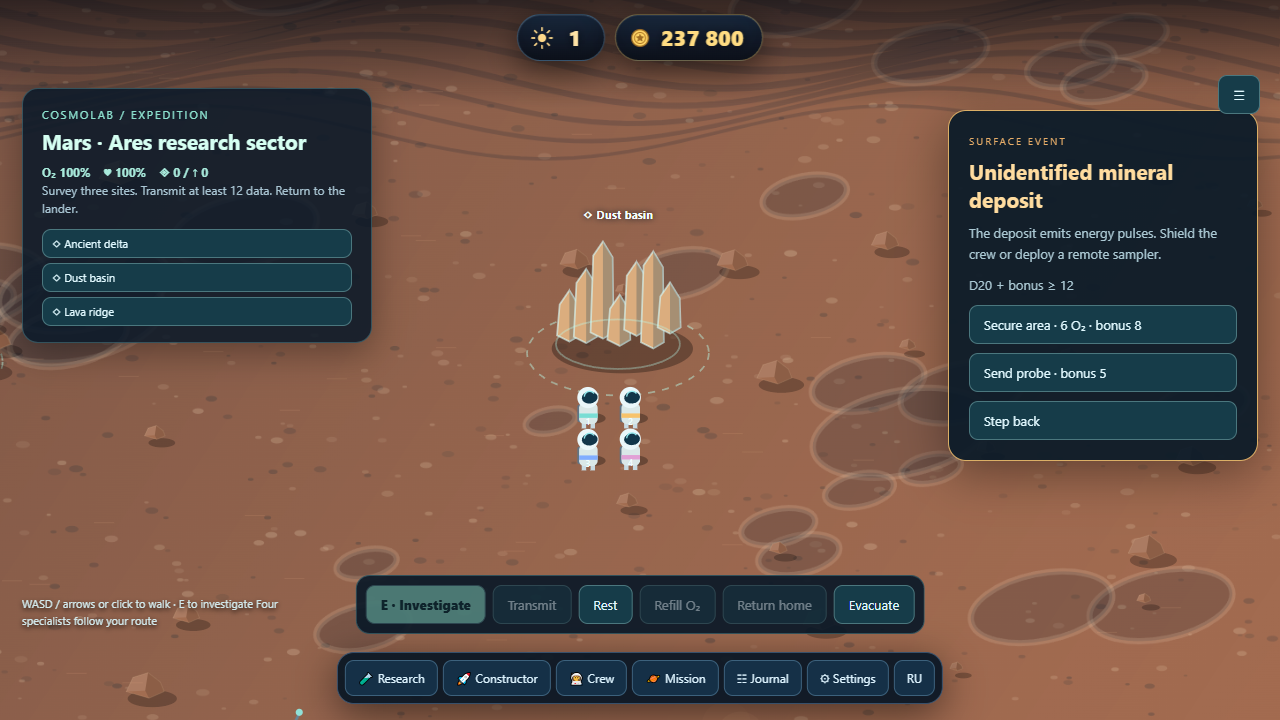 1
237 800
COSMOLAB / EXPEDITION
Mars · Ares research sector
O₂ 100% ♥ 100% ◈ 0 / ↑ 0
Survey three sites. Transmit at least 12 data. Return to the
lander.
◇ Ancient delta
◇ Dust basin
◇ Lava ridge
☰
SURFACE EVENT
Unidentified mineral
deposit
The deposit emits energy pulses. Shield the
crew or deploy a remote sampler.
D20 + bonus ≥ 12
Secure area · 6 O₂ · bonus 8
Send probe · bonus 5
Step back
◇ Dust basin
WASD / arrows or click to walk · E to investigate Four
specialists follow your route
E · Investigate
Transmit
Rest
Refill O₂
Return home
Evacuate
Research
Constructor
Crew
Mission
Journal
Settings
RU